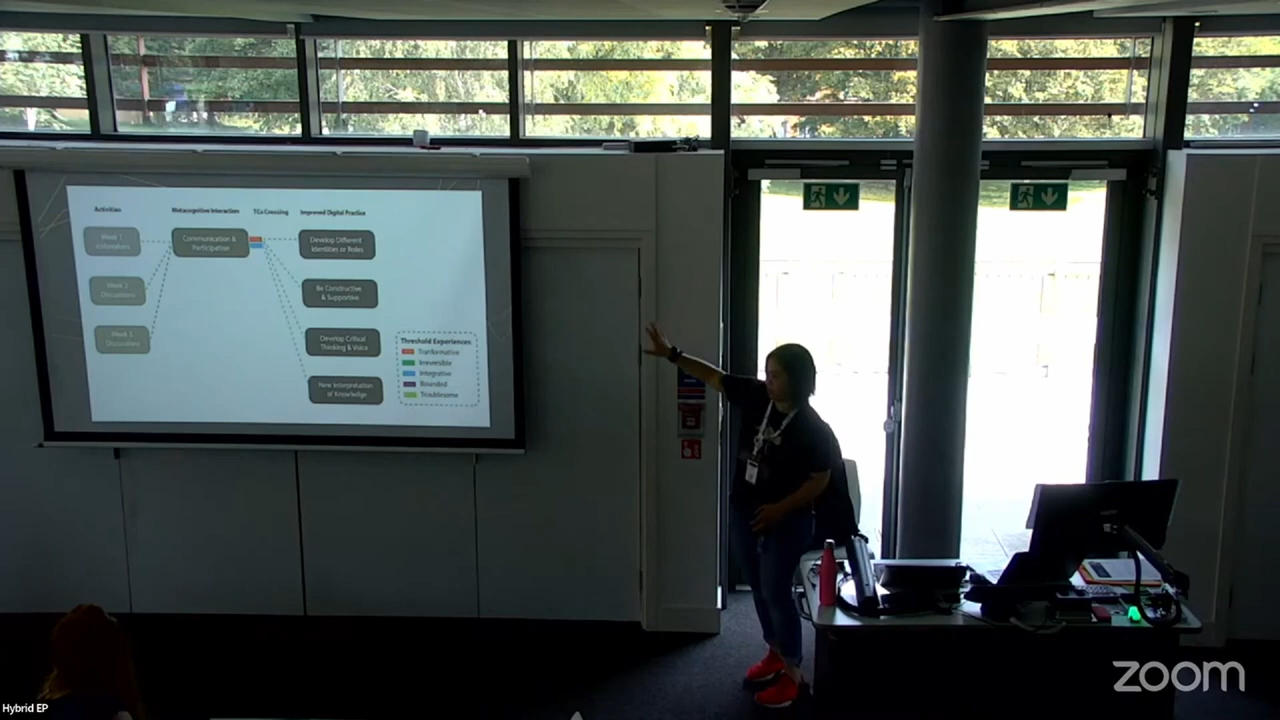 Activities
Metacognitive Interaction
TCs Crossing
Improved Digital Practice
Week 1
Icebreakers
Communication &
Participation
Develop Different
Identities or Roles
Week 2
Discussions
Be Constructive
& Supportive
Week 3
Discussions
Develop Critical
Thinking & Voice
New Interpretation
of Knowledge
Threshold Experiences
Tranformative
Irreversible
Integrative
Bounded
Troublesome
zoom
Hybrid EP